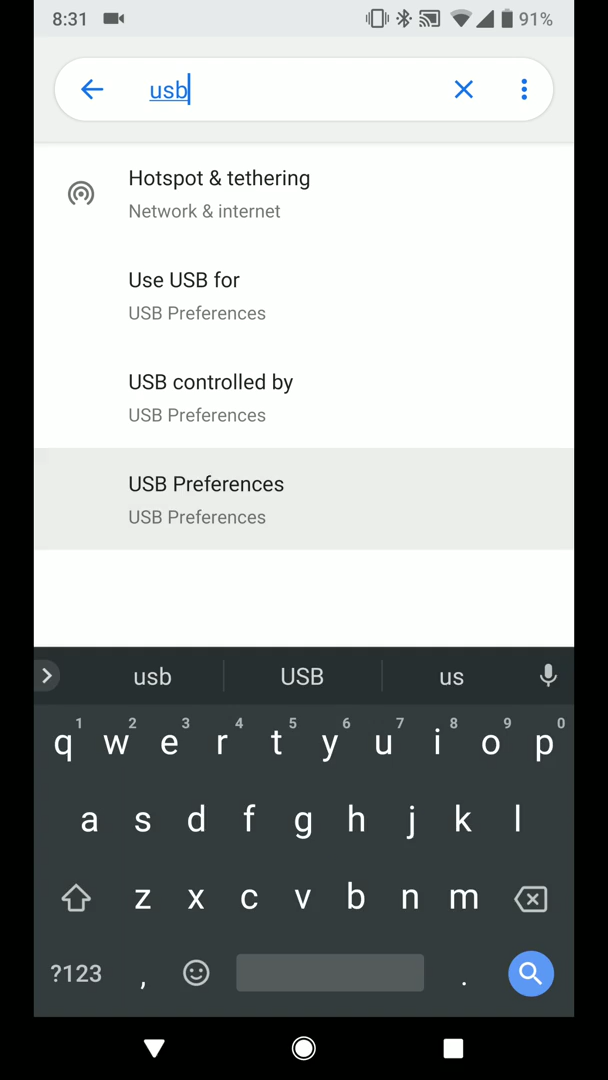 8:31 91%
usb
Hotspot & tethering
Network & internet
Use USB for
USB Preferences
USB controlled by
USB Preferences
USB Preferences
USB Preferences
usb USB us
1 2 3 4 5 6 7 8 9 0
q w e r t y u i o p
a s d f g h j k l
z x c v b n m
?123 , .